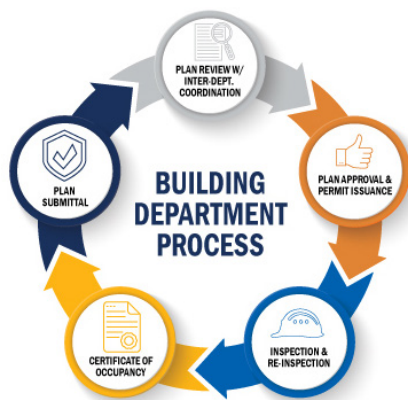 PLAN REVIEW W/
INTER-DEPT.
COORDINATION
PLAN APPROVAL &
PERMIT ISSUANCE
INSPECTION &
RE-INSPECTION
CERTIFICATE OF
OCCUPANCY
PLAN
SUBMITTAL
BUILDING
DEPARTMENT
PROCESS